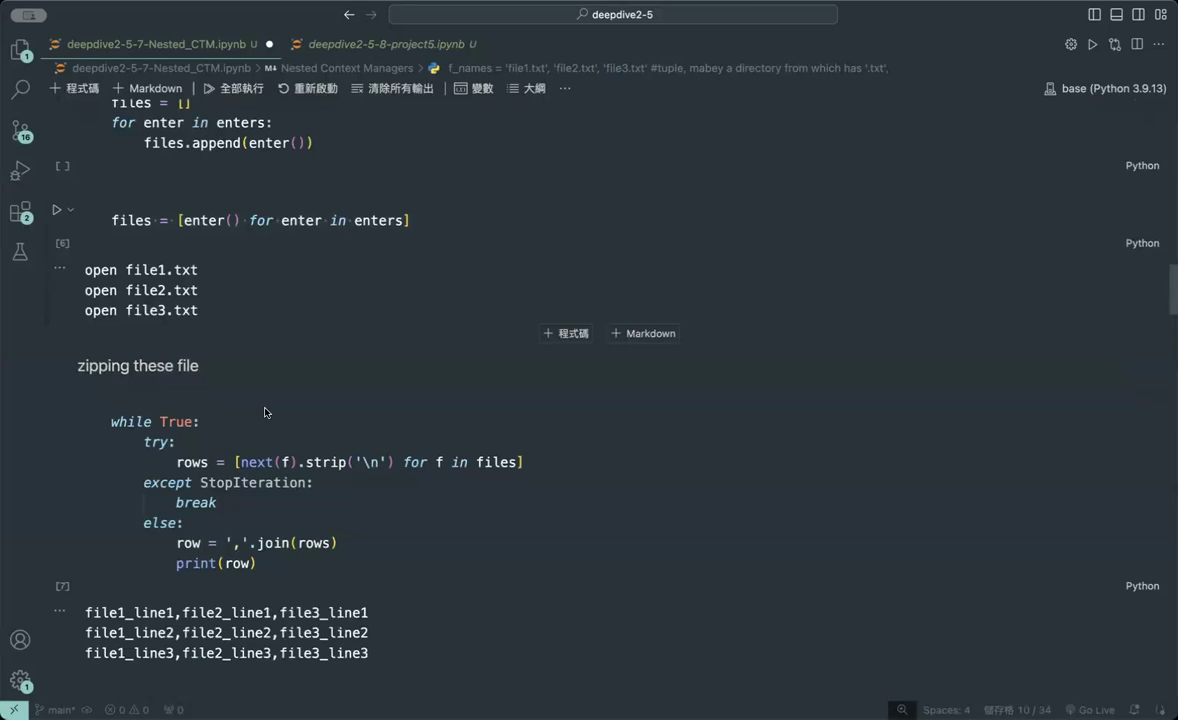 deepdive2-5
deepdive2-5-7-Nested_CTM.ipynb U
deepdive2-5-8-project5.ipynb U
deepdive2-5-7-Nested_CTM.ipynb > Nested Context Managers > f_names = 'file1.txt', 'file2.txt', 'file3.txt' #tuple, mabey a directory from which has '.txt',
+ 程式碼 + Markdown 全部執行 重新啟動 清除所有輸出 變數 大綱 ... base (Python 3.9.13)
files = []
for enter in enters:
files.append(enter())
[ ] Python
files = [enter() for enter in enters]
[6] Python
... open file1.txt
open file2.txt
open file3.txt
+ 程式碼 + Markdown
zipping these file
while True:
try:
rows = [next(f).strip('\n') for f in files]
except StopIteration:
break
else:
row = ','.join(rows)
print(row)
[7] Python
... file1_line1,file2_line1,file3_line1
file1_line2,file2_line2,file3_line2
file1_line3,file2_line3,file3_line3
1
16
2
1
main* 0 0 0 Spaces: 4 儲存格 10 / 34 Go Live